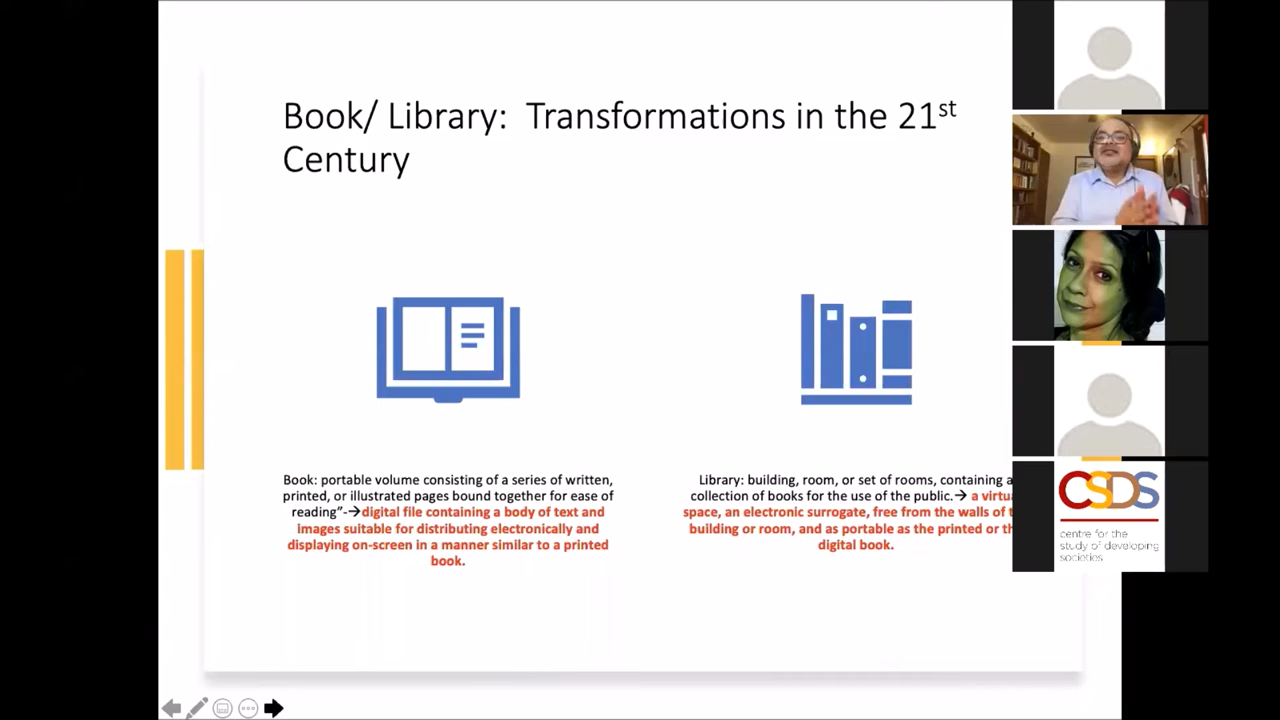 Book/ Library:  Transformations in the 21st
Century
Book: portable volume consisting of a series of written,
printed, or illustrated pages bound together for ease of
reading”-→digital file containing a body of text and
images suitable for distributing electronically and
displaying on-screen in a manner similar to a printed
book.
Library: building, room, or set of rooms, containing a
collection of books for the use of the public.→ a
space, an electronic surrogate, free from the walls of
building or room, and as portable as the printed or
digital book.
CSDS
centre for the
study of developing
societies